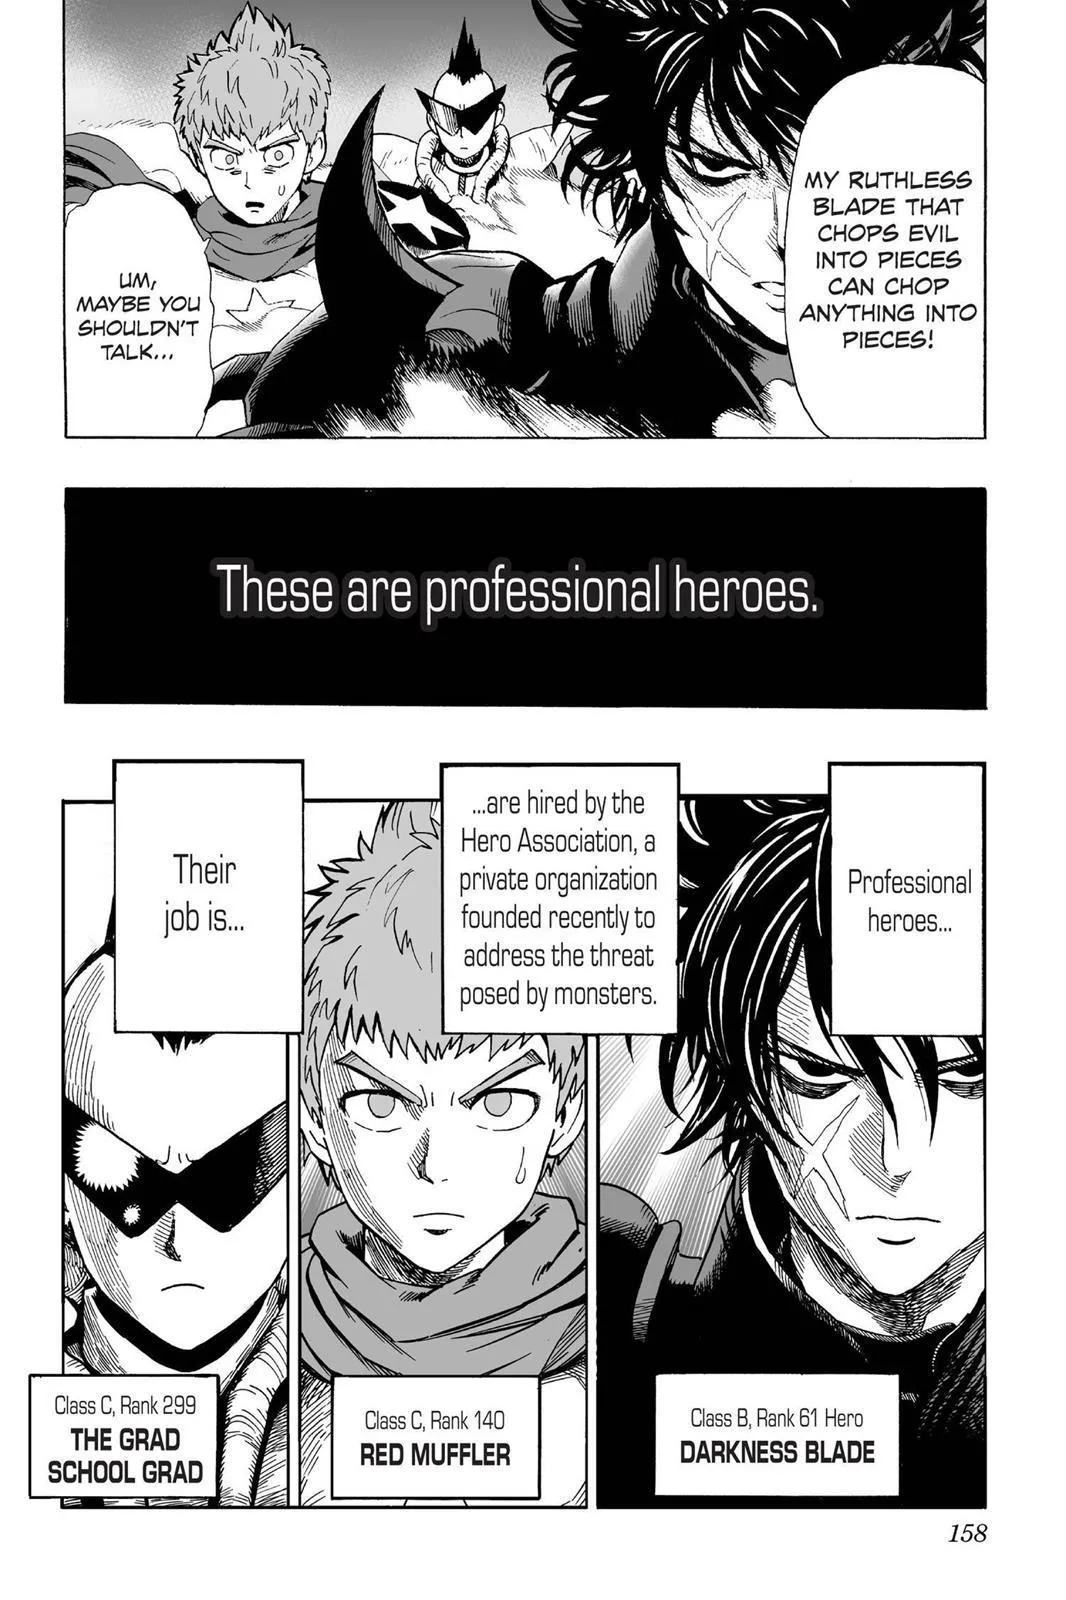 MY RUTHLESS
BLADE THAT
CHOPS EVIL
INTO PIECES
CAN CHOP
ANYTHING INTO
PIECES!
UM,
MAYBE YOU
SHOULDN'T
TALK...
These are professional heroes.
Professional
heroes...
...are hired by the
Hero Association, a
private organization
founded recently to
address the threat
posed by monsters.
Their
job is...
Class B, Rank 61 Hero
DARKNESS BLADE
Class C, Rank 140
RED MUFFLER
Class C, Rank 299
THE GRAD
SCHOOL GRAD
158